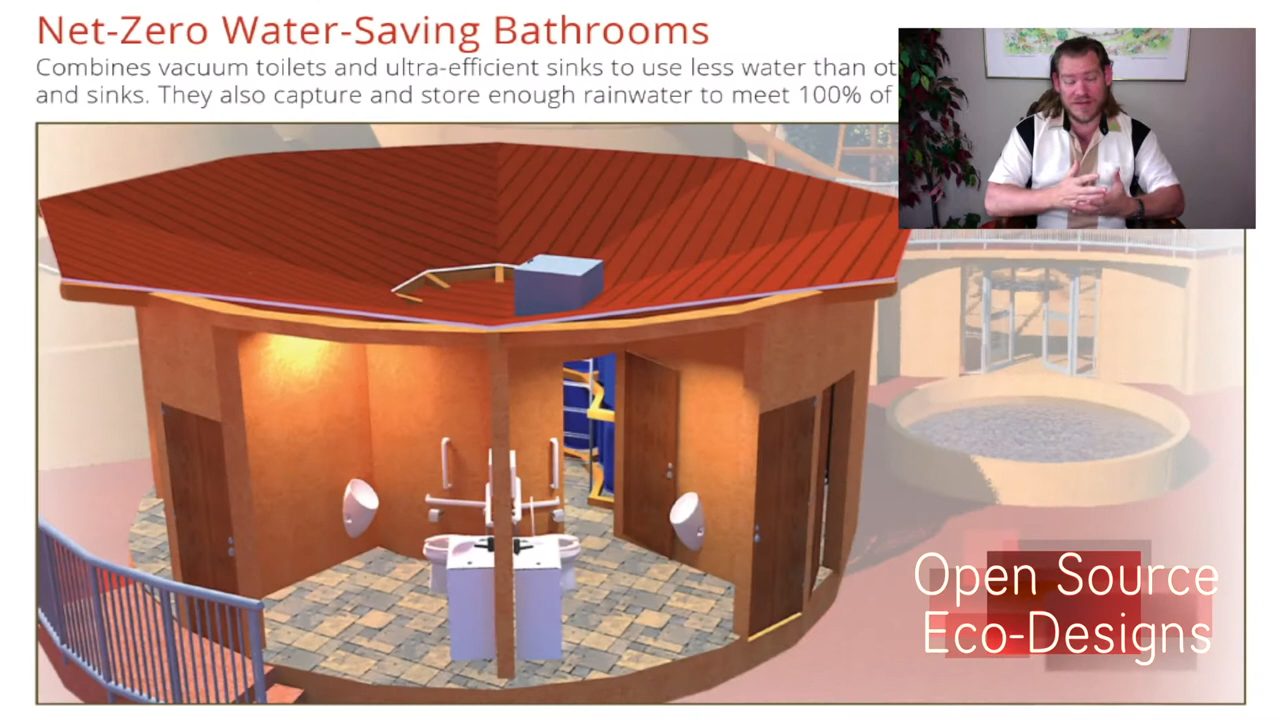 Net-Zero Water-Saving Bathrooms
Combines vacuum toilets and ultra-efficient sinks to use less water than
and sinks. They also capture and store enough rainwater to meet 100% of
Open Source
Eco-Designs